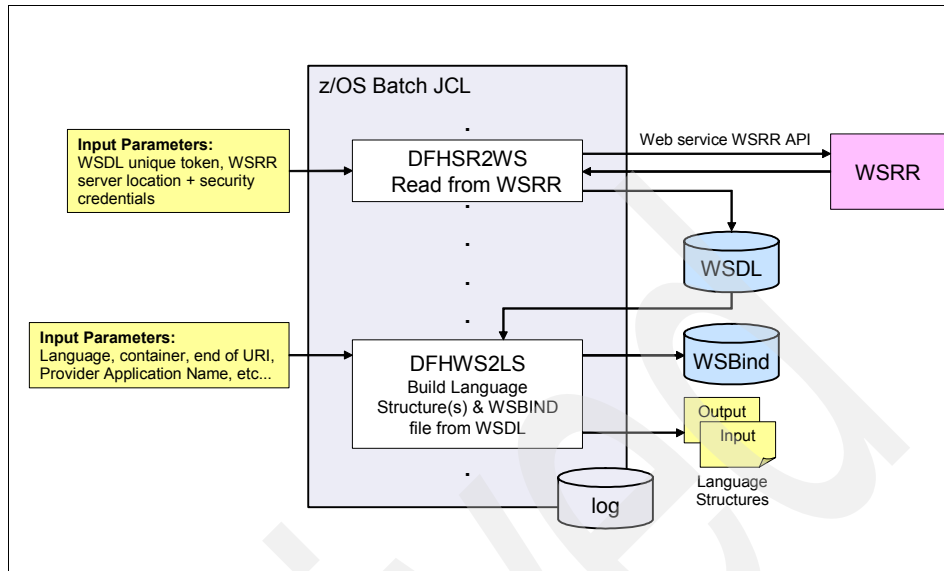 z/OS Batch JCL
Input Parameters:
WSDL unique token, WSRR
server location + security
credentials
DFHSR2WS
Read from WSRR
Web service WSRR API
WSRR
WSDL
Input Parameters:
Language, container, end of URI,
Provider Application Name, etc...
DFHWS2LS
Build Language
Structure(s) & WSBIND
file from WSDL
WSBind
Output
Input
Language
Structures
log